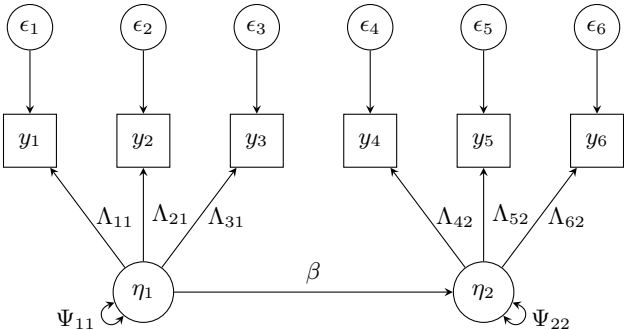 ϵ1 ϵ2 ϵ3 ϵ4 ϵ5 ϵ6
y1 y2 y3 y4 y5 y6
Λ11 Λ21 Λ31 Λ42 Λ52 Λ62
η1 β η2
Ψ11 Ψ22